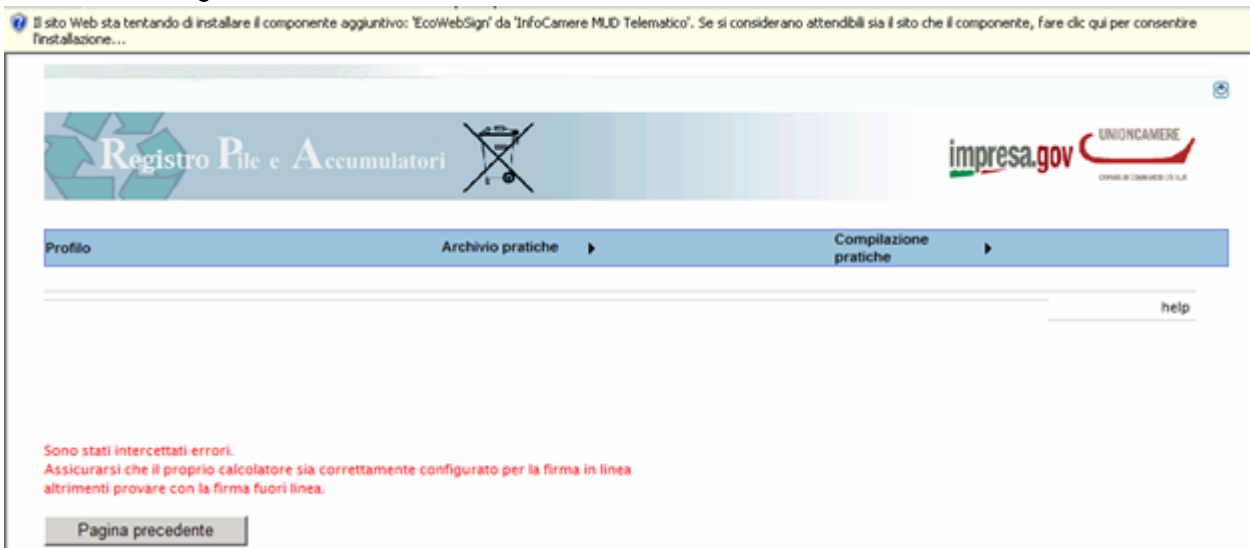 Il sito Web sta tentando di installare il componente aggiuntivo: 'EcoWebSign' da 'InfoCamere MUD Telematico'. Se si considerano attendibili sia il sito che il componente, fare clic qui per consentire
l'installazione...
Registro Pile e Accumulatori
impresa.gov
UNIONCAMERE
Profilo
Archivio pratiche
Compilazione
pratiche
help
Sono stati intercettati errori.
Assicurarsi che il proprio calcolatore sia correttamente configurato per la firma in linea
altrimenti provare con la firma fuori linea.
Pagina precedente